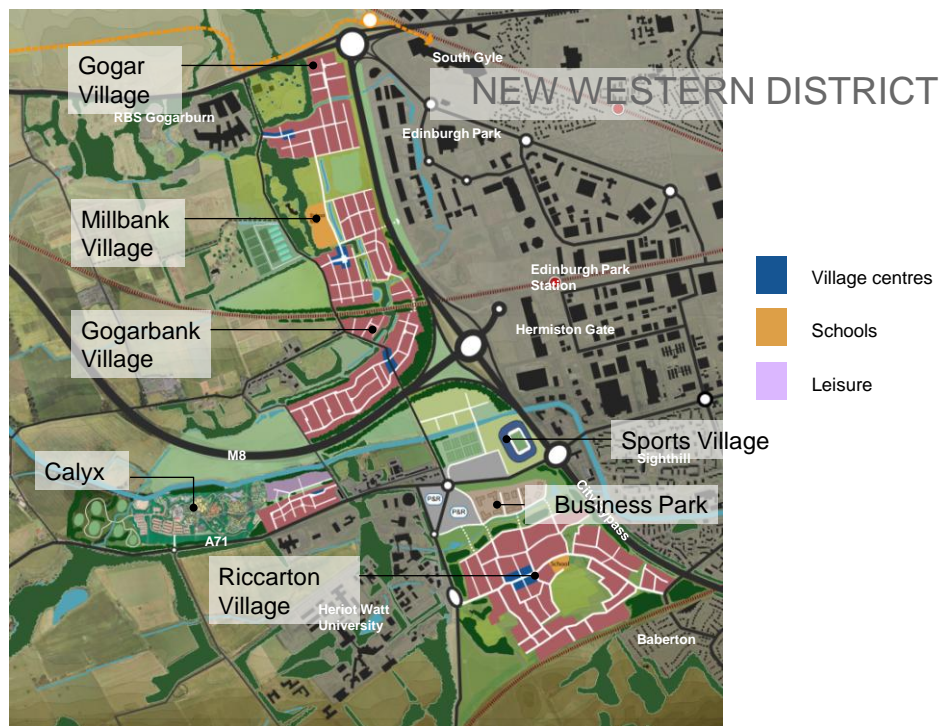 South Gyle
Gogar
Village
NEW WESTERN DISTRICT
RBS Gogarburn
Edinburgh Park
Millbank
Village
Edinburgh Park
Station
Village centres
Gogarbank
Village
Hermiston Gate
Schools
Leisure
Sports Village
Sighthill
M8
Calyx
P&R
P&R
Business Park
City Bypass
A71
School
Riccarton
Village
Heriot Watt
University
Baberton